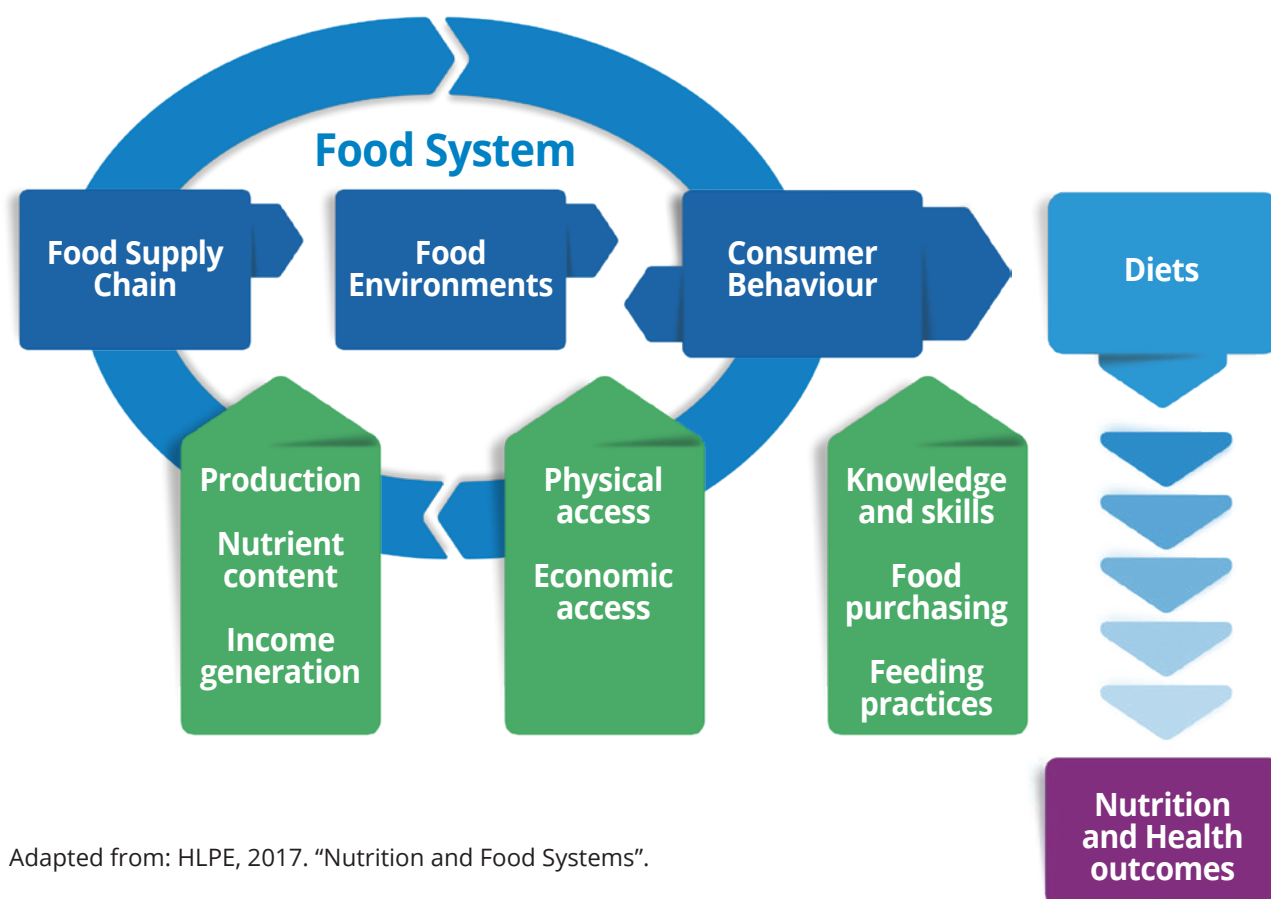 Food System
Food Supply
Chain
Food
Environments
Consumer
Behaviour
Diets
Production
Nutrient
content
Income
generation
Physical
access
Economic
access
Knowledge
and skills
Food
purchasing
Feeding
practices
Nutrition
and Health
outcomes
Adapted from: HLPE, 2017. “Nutrition and Food Systems”.